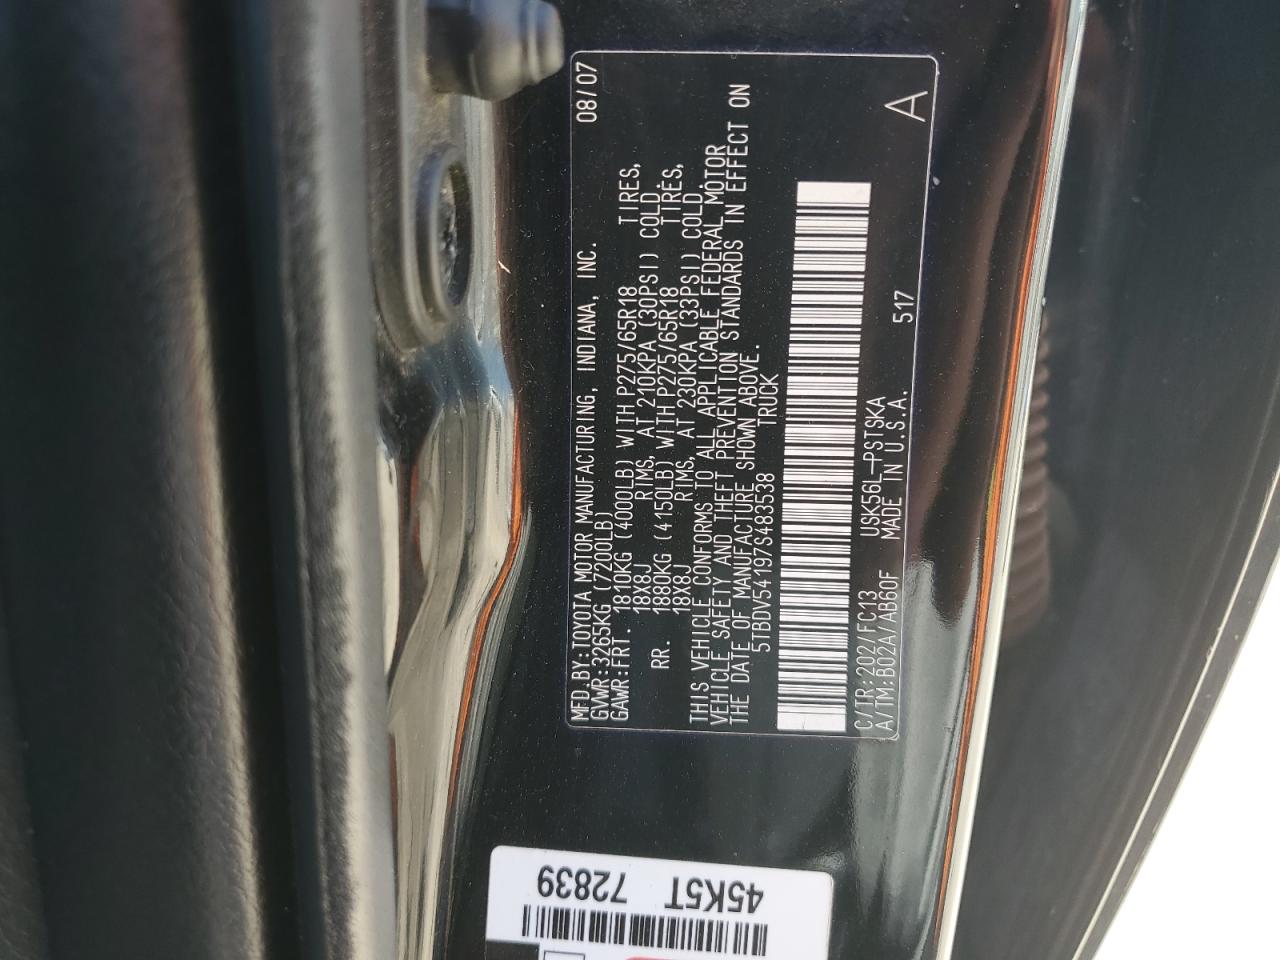 MFD.BY:TOYOTA MOTOR MANUFACTURING, INDIANA, INC. 08/07
GVWR:3265KG (7200LB)
GAWR:FRT. 1810KG (4000LB) WITH P275/65R18 TIRES,
18X8J RIMS, AT 210KPA (30PSI) COLD.
RR. 1880KG (4150LB) WITH P275/65R18 TIRES,
18X8J RIMS, AT 230KPA (33PSI) COLD.
THIS VEHICLE CONFORMS TO ALL APPLICABLE FEDERAL MOTOR
VEHICLE SAFETY AND THEFT PREVENTION STANDARDS IN EFFECT ON
THE DATE OF MANUFACTURE SHOWN ABOVE.
5TBDV54197S483538 TRUCK
C/TR:202/FC13 USK56L-PSTSKA
A/TM:B02A/AB60F MADE IN U.S.A. 517 A
45K5T 72839